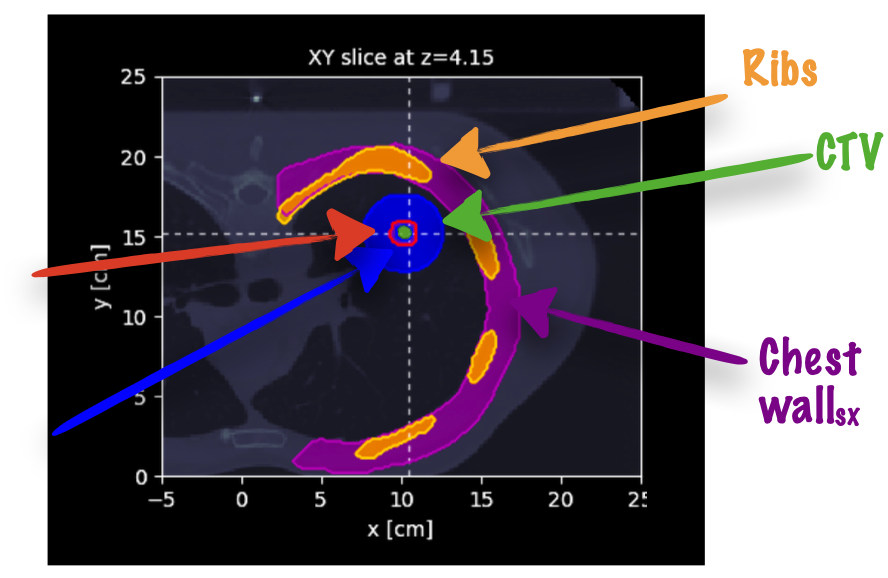 XY slice at z=4.15
25
20
15
10
5
0
y [cm]
−5 0 5 10 15 20 25
x [cm]
Ribs
CTV
Chest
wallsx